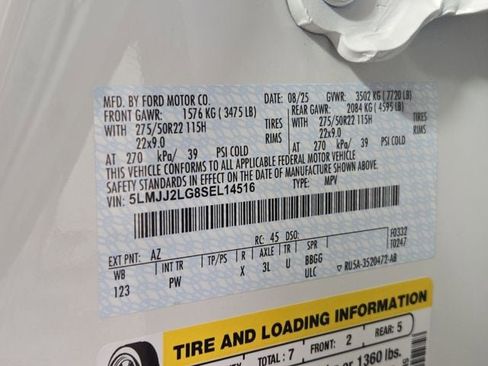 MFD. BY FORD MOTOR CO. DATE: 08/25 GVWR: 3502 KG ( 7720 LB)
FRONT GAWR: 1576 KG ( 3475 LB) REAR GAWR: 2084 KG ( 4595 LB)
WITH 275/50R22 115H TIRES WITH 275/50R22 115H TIRES
22x9.0 RIMS 22x9.0 RIMS
AT 270 kPa/ 39 PSI COLD AT 270 kPa/ 39 PSI COLD
THIS VEHICLE CONFORMS TO ALL APPLICABLE FEDERAL MOTOR VEHICLE
SAFETY STANDARDS IN EFFECT ON THE DATE OF MANUFACTURE SHOWN ABOVE.
VIN: 5LMJJ2LG8SEL14516 TYPE: MPV
EXT PNT: AZ RC: 45 DSO: F0332
WB INT TR TP/PS R AXLE TR SPR T0247
123 PW X 3L U BBGG
ULC ▽ RU5A-3520472-AB
TIRE AND LOADING INFORMATION
TOTAL : 7 FRONT: 2 REAR: 5
or 1360 lbs.